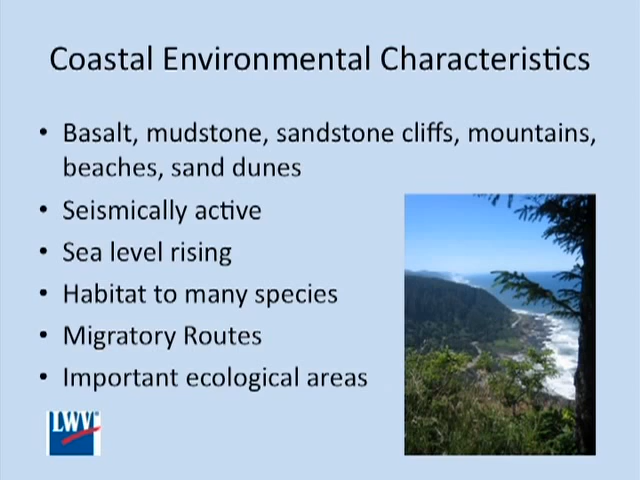 Coastal Environmental Characteristics
• Basalt, mudstone, sandstone cliffs, mountains,
beaches, sand dunes
• Seismically active
• Sea level rising
• Habitat to many species
• Migratory Routes
• Important ecological areas
LWV